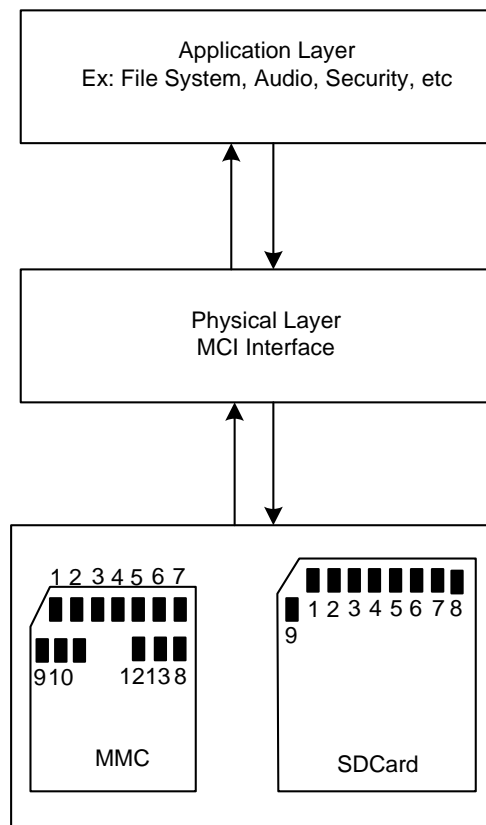 Application Layer
Ex: File System, Audio, Security, etc
Physical Layer
MCI Interface
1 2 3 4 5 6 7
9 10 12 13 8
MMC
1 2 3 4 5 6 7 8
9
SDCard